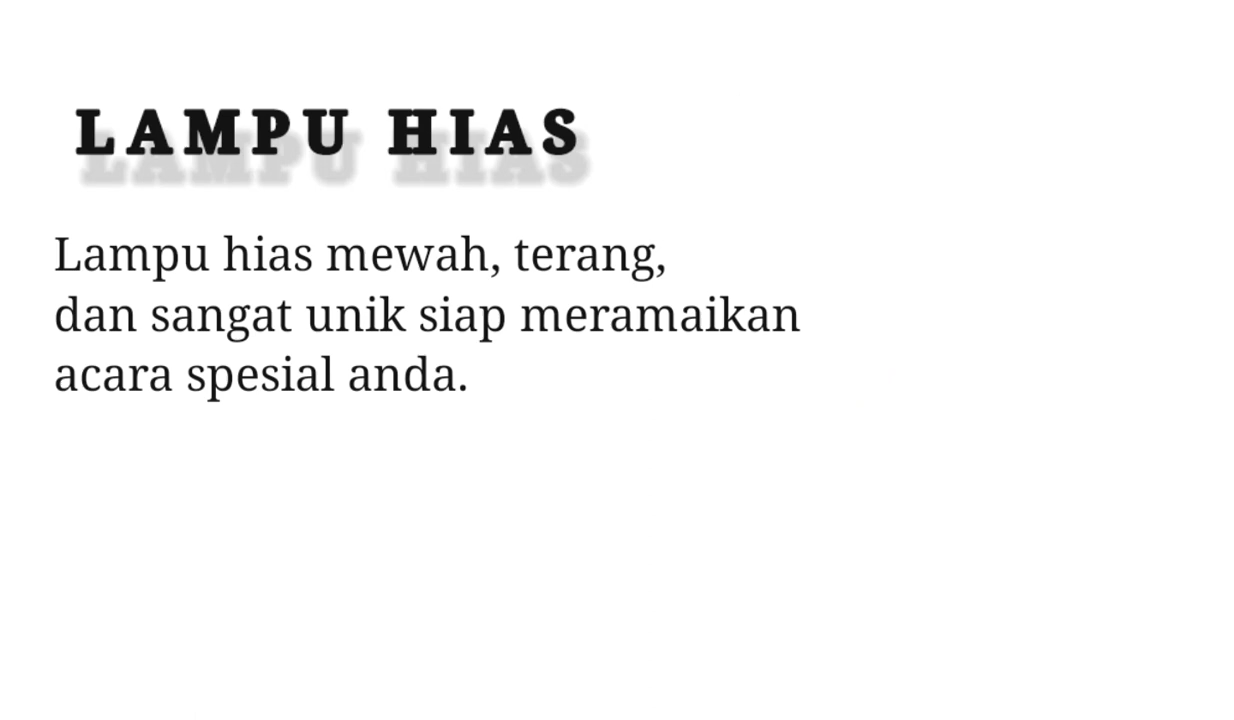 LAMPU HIAS
Lampu hias mewah, terang,
dan sangat unik siap meramaikan
acara spesial anda.